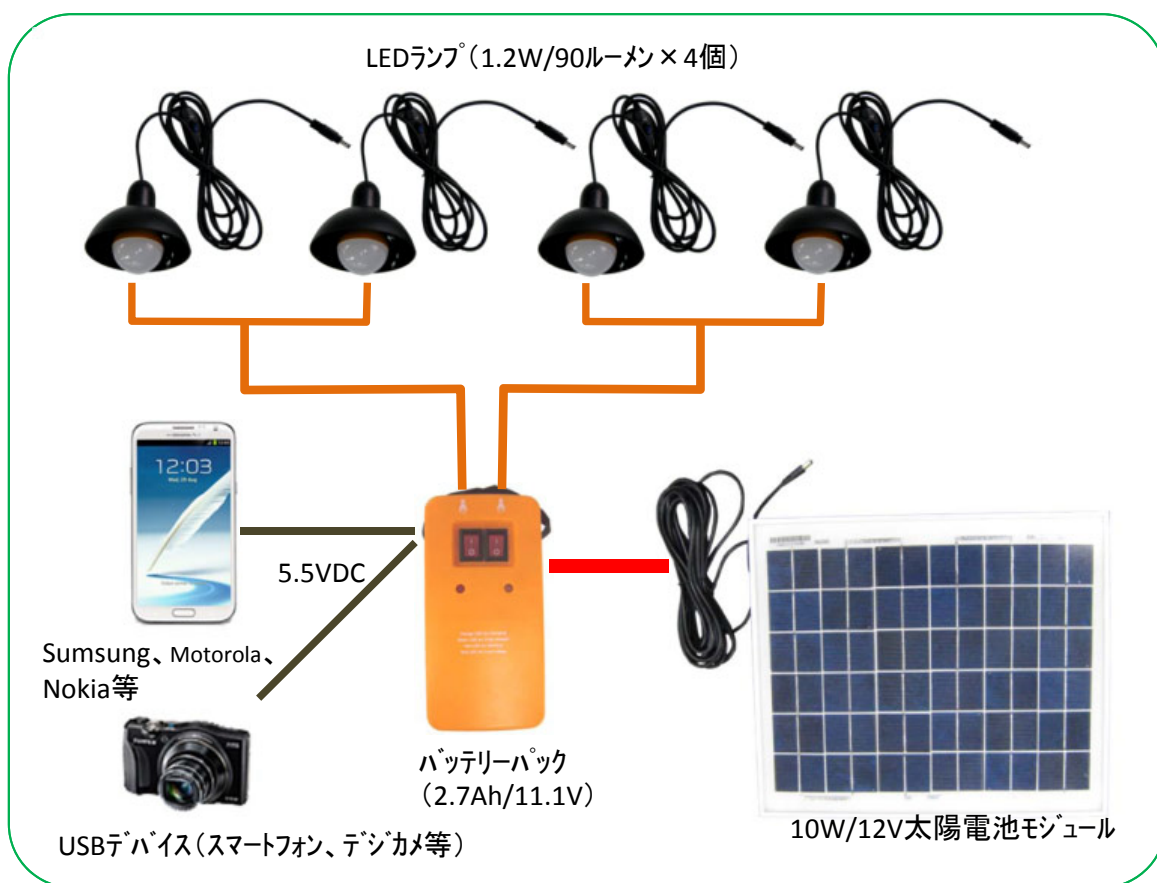 LEDランプ(1.2W/90ルーメン×4個)
12:03
Wed, 29 Aug
5.5VDC
Sumsung、Motorola、
Nokia等
バッテリーパック
(2.7Ah/11.1V)
10W/12V太陽電池モジュール
USBデバイス(スマートフォン、デジカメ等)